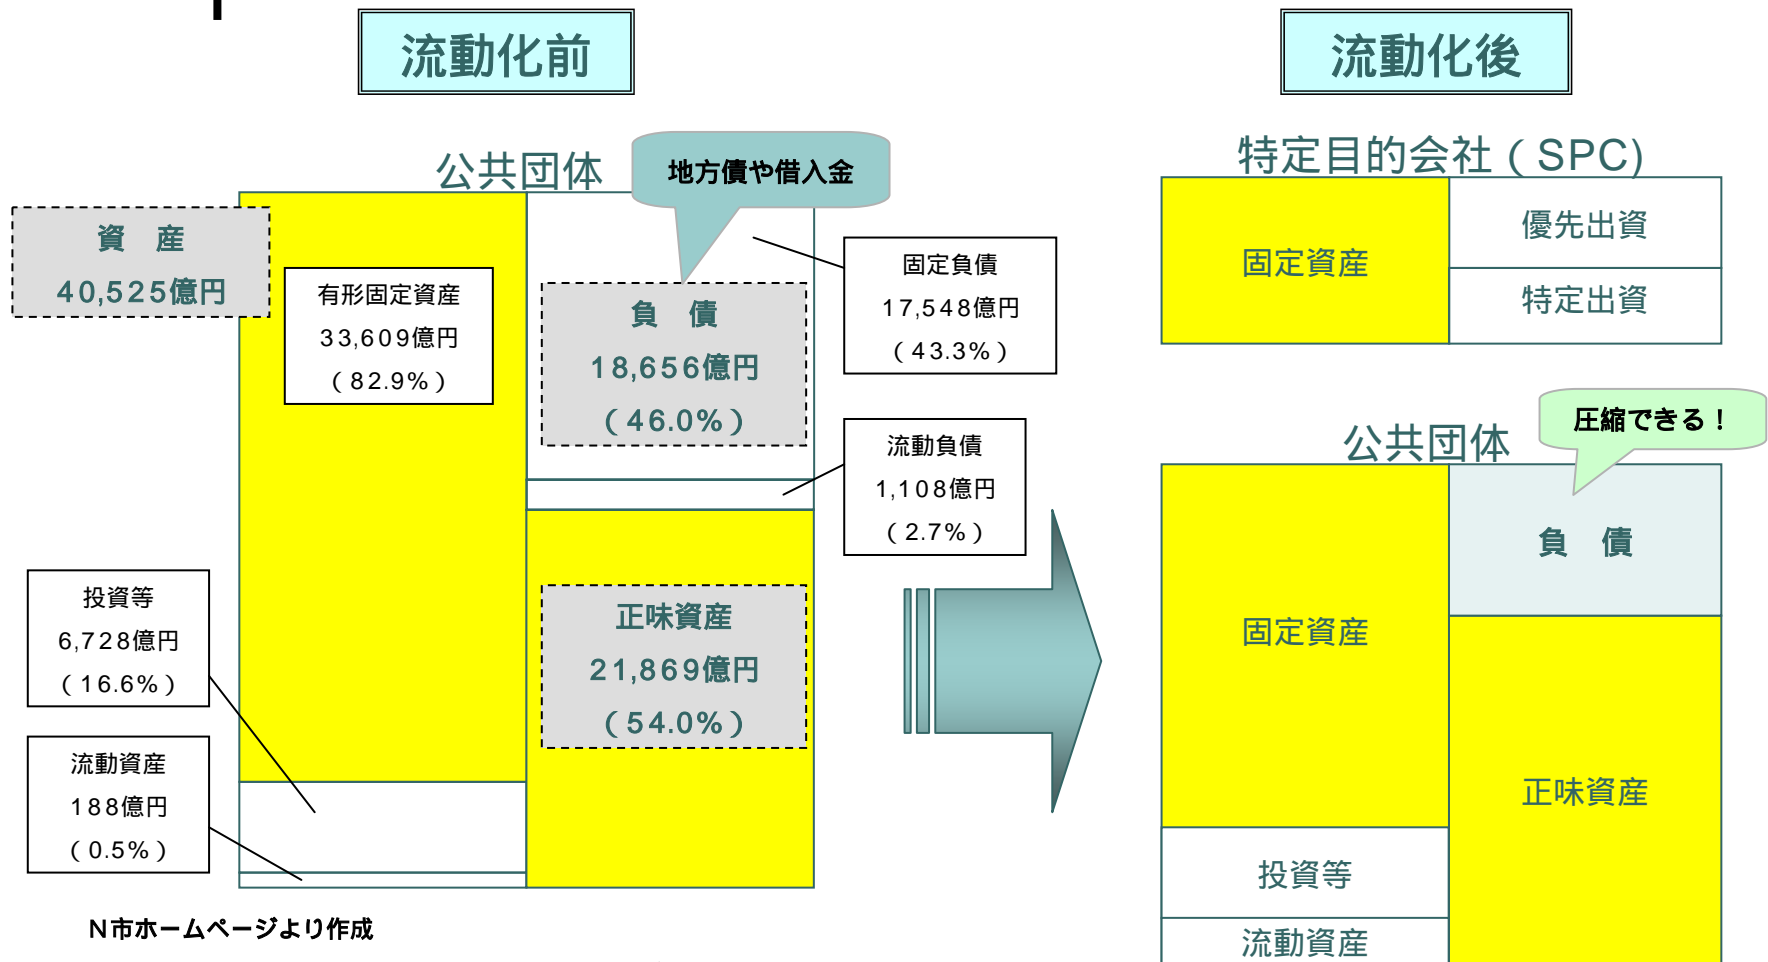 流動化前
流動化後
公共団体
地方債や借入金
資　産
40,525億円
有形固定資産
33,609億円
（82.9%）
負　債
18,656億円
（46.0%）
固定負債
17,548億円
（43.3%）
流動負債
1,108億円
（2.7%）
投資等
6,728億円
（16.6%）
流動資産
188億円
（0.5%）
正味資産
21,869億円
（54.0%）
N市ホームページより作成
特定目的会社（SPC)
固定資産
優先出資
特定出資
公共団体
圧縮できる！
固定資産
負　債
正味資産
投資等
流動資産